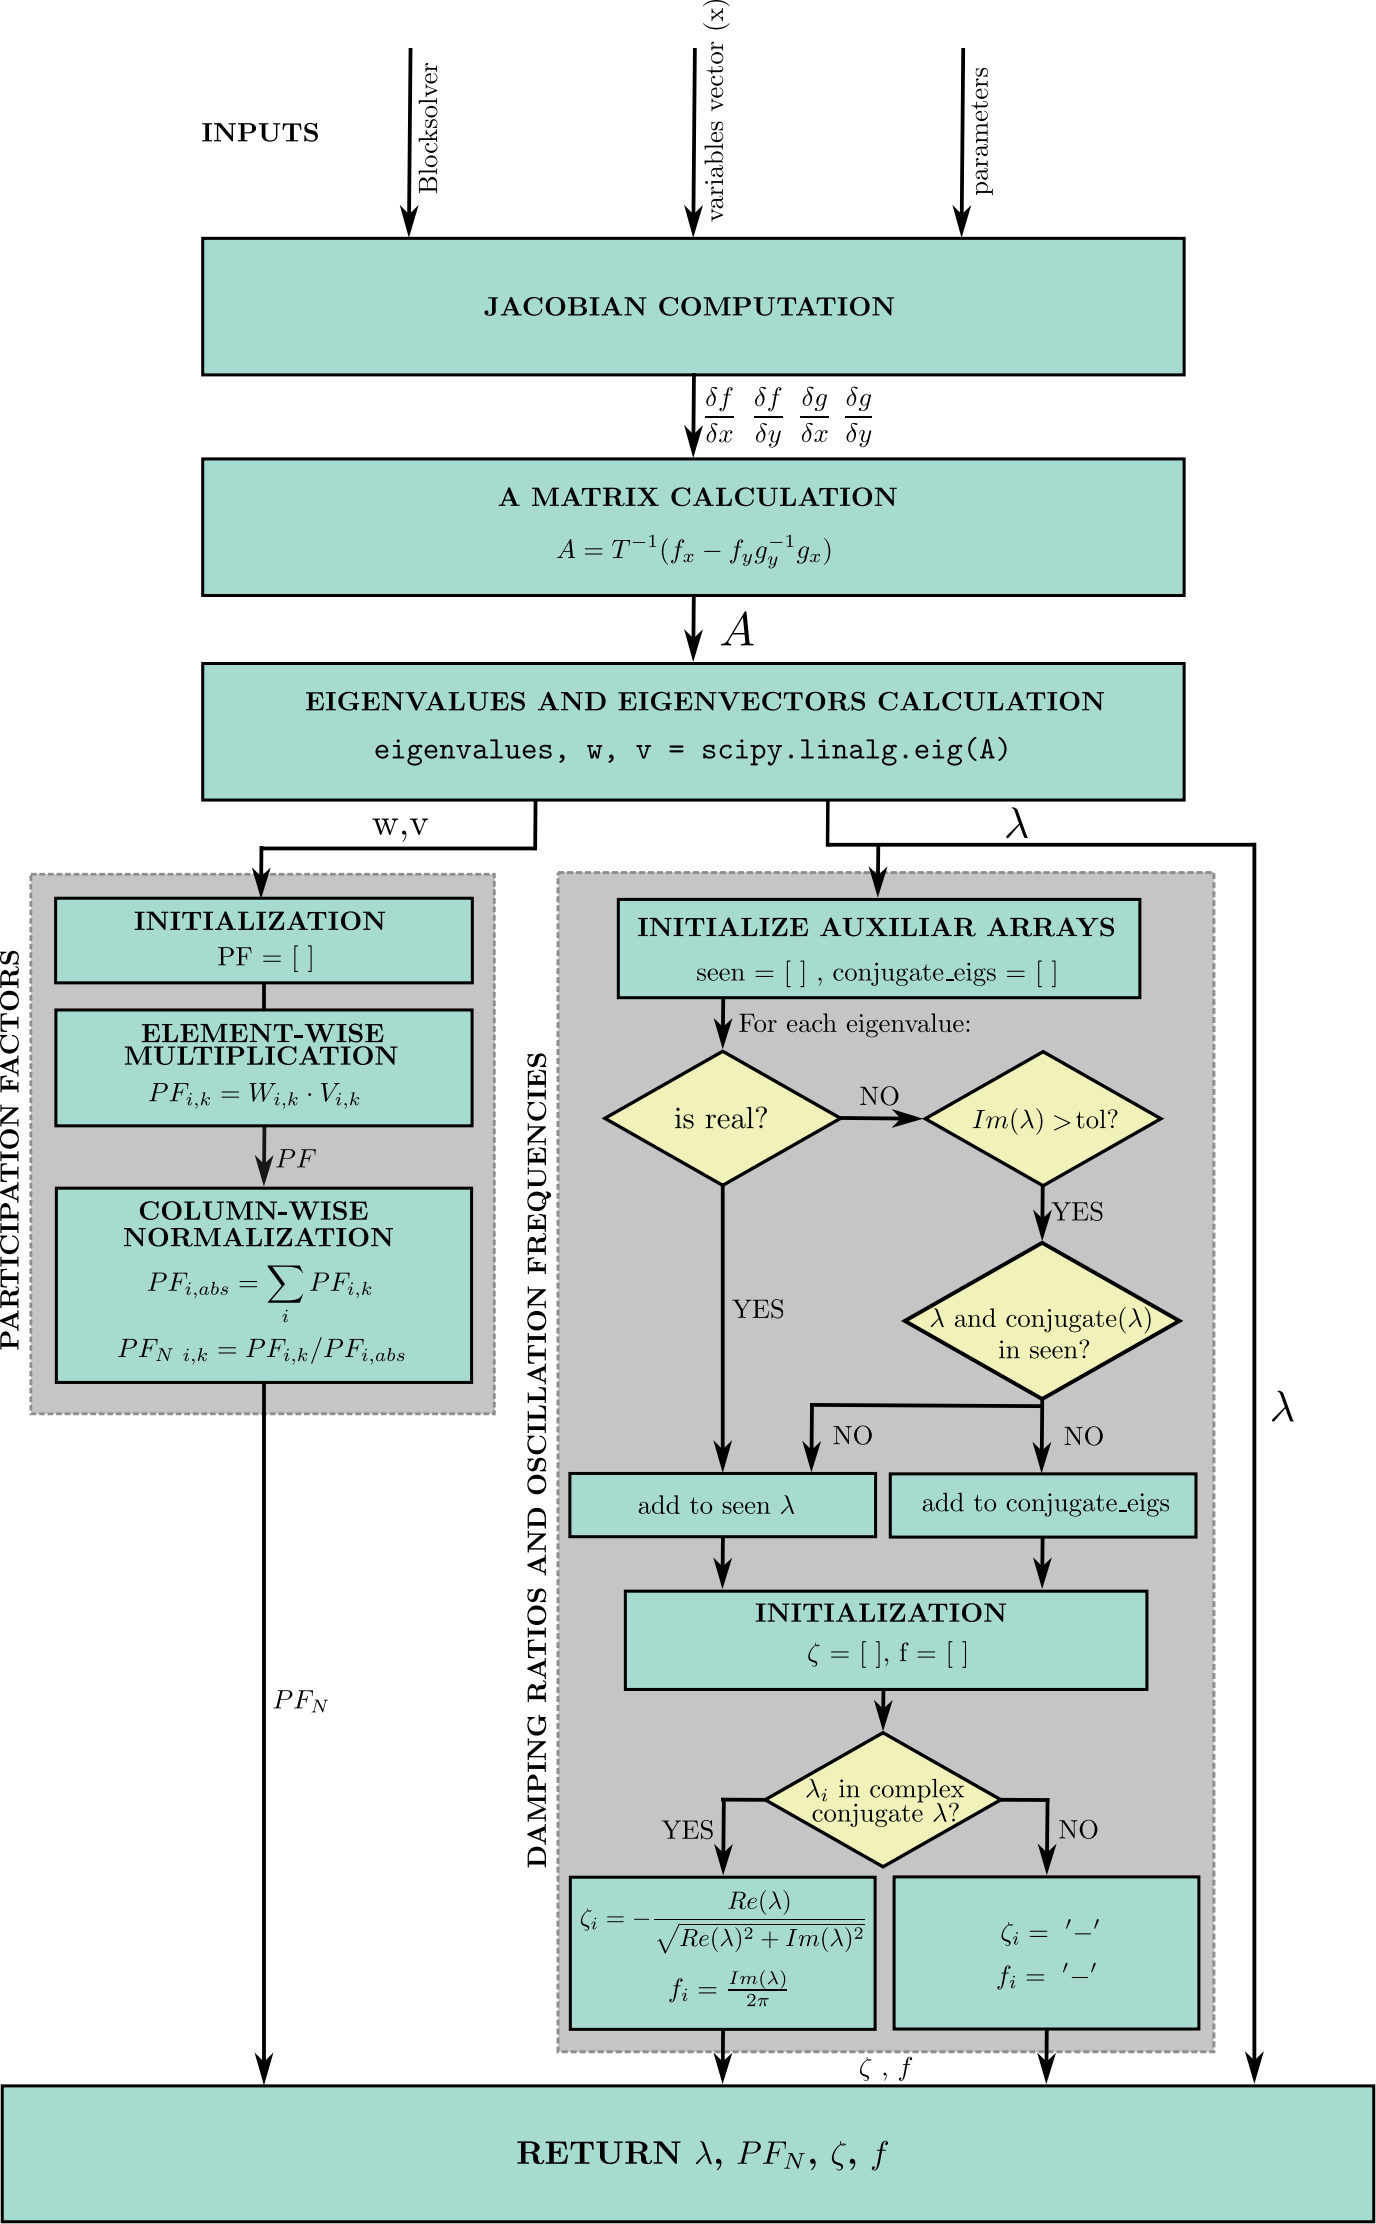 INPUTS
Blocksolver
variables vector (x)
parameters
JACOBIAN COMPUTATION
δf/δx δf/δy δg/δx δg/δy
A MATRIX CALCULATION
A = T⁻¹(f_x − f_y g_y⁻¹ g_x)
A
EIGENVALUES AND EIGENVECTORS CALCULATION
eigenvalues, w, v = scipy.linalg.eig(A)
w,v
λ
PARTICIPATION FACTORS
INITIALIZATION
PF = [ ]
ELEMENT-WISE
MULTIPLICATION
PF_{i,k} = W_{i,k} · V_{i,k}
PF
COLUMN-WISE
NORMALIZATION
PF_{i,abs} = ∑_i PF_{i,k}
PF_{N i,k} = PF_{i,k}/PF_{i,abs}
PF_N
DAMPING RATIOS AND OSCILLATION FREQUENCIES
INITIALIZE AUXILIAR ARRAYS
seen = [ ] , conjugate_eigs = [ ]
For each eigenvalue:
is real?
NO
Im(λ) > tol?
YES
YES
λ and conjugate(λ)
in seen?
NO
NO
add to seen λ
add to conjugate_eigs
INITIALIZATION
ζ = [ ], f = [ ]
λ_i in complex
conjugate λ?
YES
NO
ζ_i = −Re(λ)/√(Re(λ)² + Im(λ)²)
f_i = Im(λ)/2π
ζ_i = '−'
f_i = '−'
λ
ζ , f
RETURN λ, PF_N, ζ, f